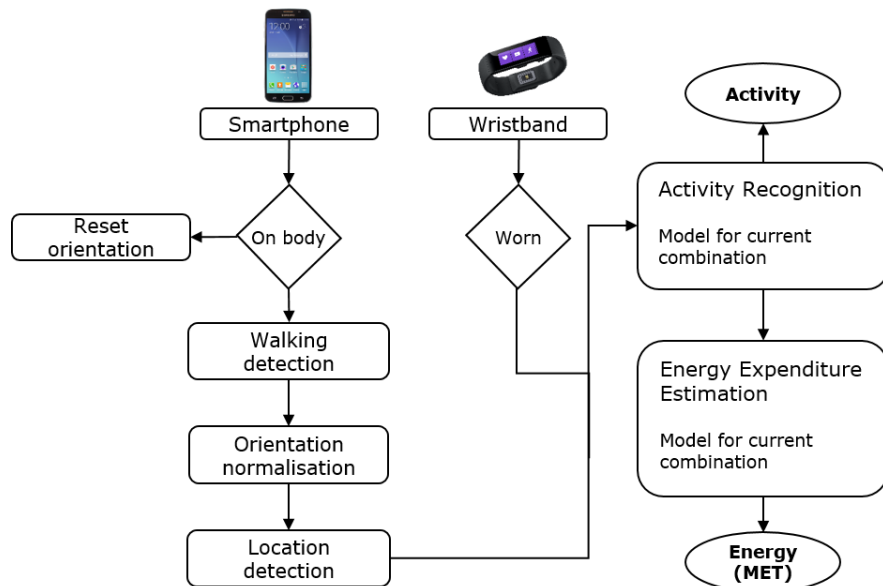 Smartphone
Wristband
Activity
On body
Worn
Reset
orientation
Activity Recognition
Model for current
combination
Walking
detection
Energy Expenditure
Estimation
Model for current
combination
Orientation
normalisation
Location
detection
Energy
(MET)